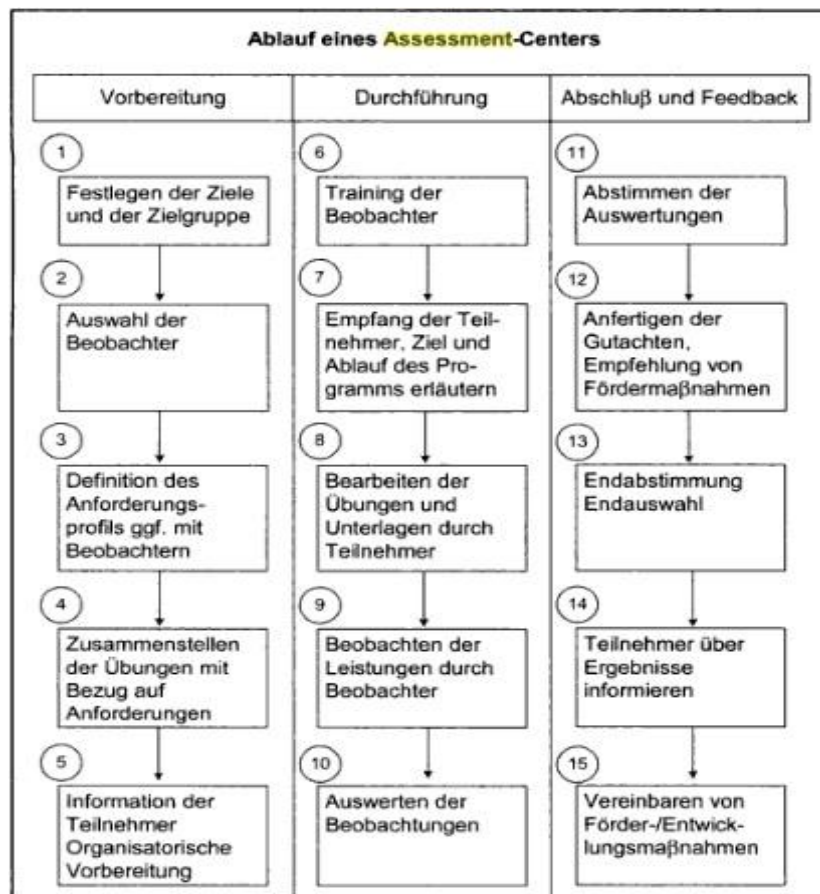 Ablauf eines Assessment-Centers
Vorbereitung
Durchführung
Abschluß und Feedback
1
Festlegen der Ziele
und der Zielgruppe
2
Auswahl der
Beobachter
3
Definition des
Anforderungs-
profils ggf. mit
Beobachtern
4
Zusammenstellen
der Übungen mit
Bezug auf
Anforderungen
5
Information der
Teilnehmer
Organisatorische
Vorbereitung
6
Training der
Beobachter
7
Empfang der Teil-
nehmer, Ziel und
Ablauf des Pro-
gramms erläutern
8
Bearbeiten der
Übungen und
Unterlagen durch
Teilnehmer
9
Beobachten der
Leistungen durch
Beobachter
10
Auswerten der
Beobachtungen
11
Abstimmen der
Auswertungen
12
Anfertigen der
Gutachten,
Empfehlung von
Fördermaßnahmen
13
Endabstimmung
Endauswahl
14
Teilnehmer über
Ergebnisse
informieren
15
Vereinbaren von
Förder-/Entwick-
lungsmaßnahmen